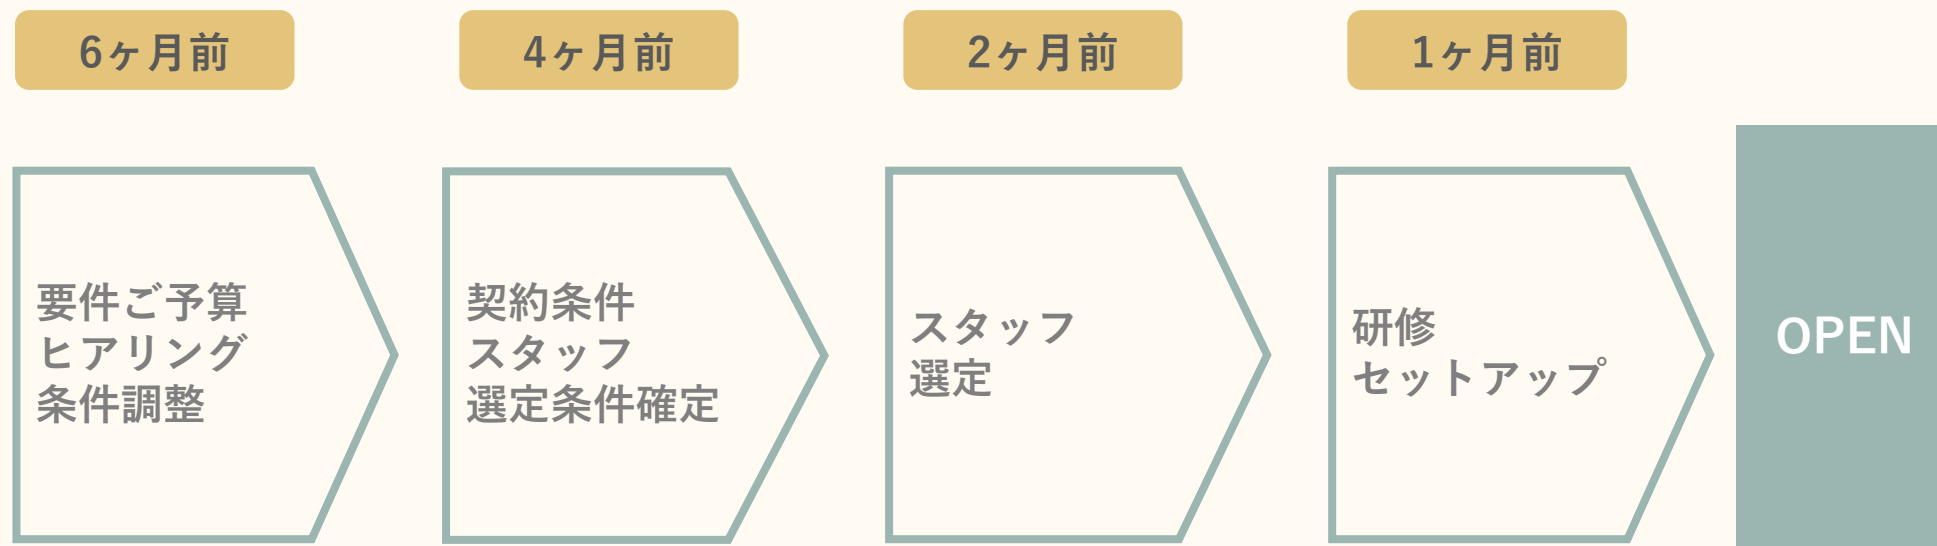 6ヶ月前
4ヶ月前
2ヶ月前
1ヶ月前
要件ご予算
ヒアリング
条件調整
契約条件
スタッフ
選定条件確定
スタッフ
選定
研修
セットアップ
OPEN